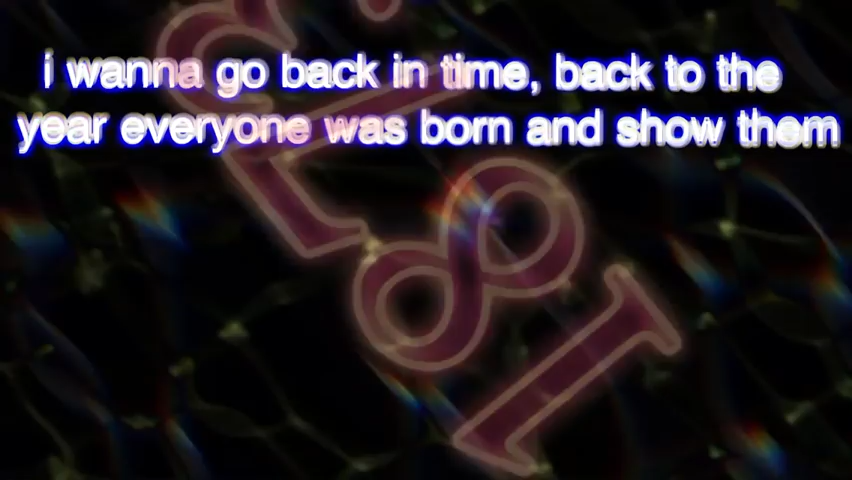 i wanna go back in time, back to the
year everyone was born and show them